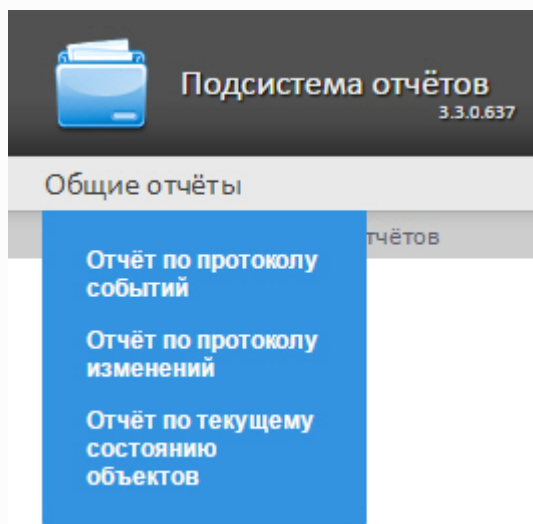 Подсистема отчётов
3.3.0.637
Общие отчёты
Отчёт по протоколу
событий
Отчёт по протоколу
изменений
Отчёт по текущему
состоянию
объектов